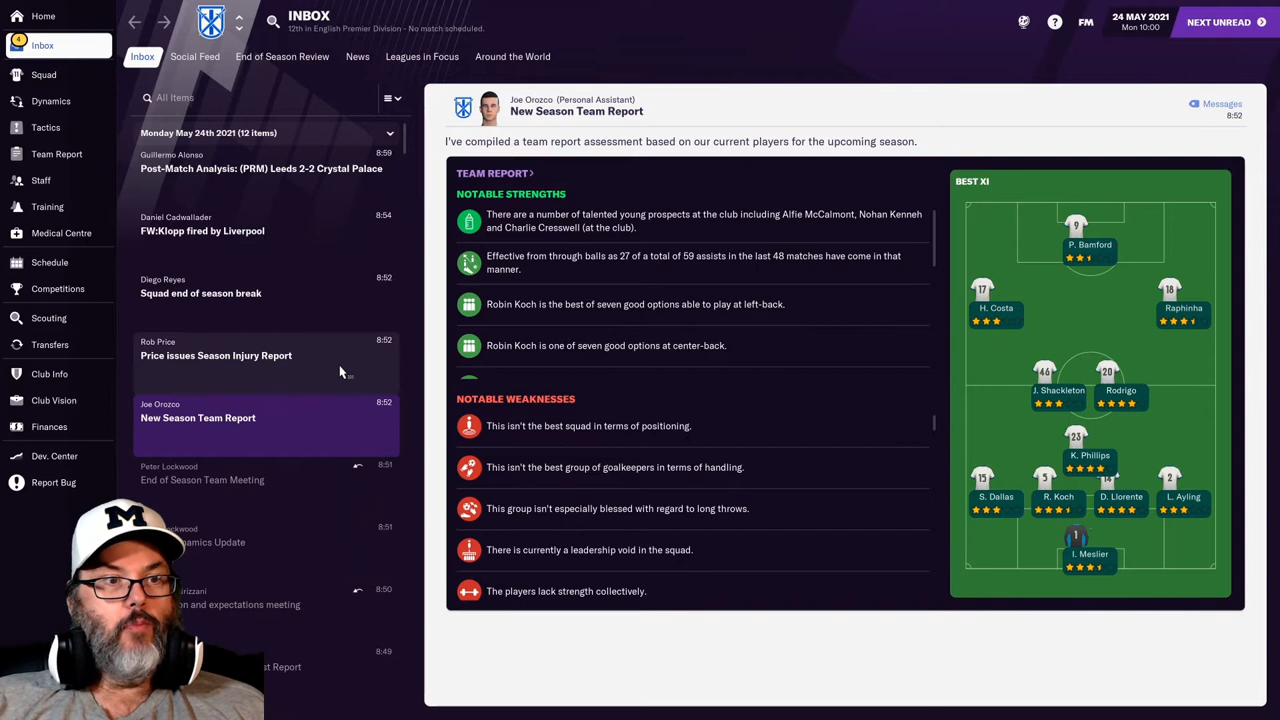 Home
4
Inbox
Squad
Dynamics
Tactics
Team Report
Staff
Training
Medical Centre
Schedule
Competitions
Scouting
Transfers
Club Info
Club Vision
Finances
Dev. Center
Report Bug
INBOX
12th in English Premier Division - No match scheduled.
FM
24 MAY 2021
Mon 10:00
NEXT UNREAD
Inbox
Social Feed
End of Season Review
News
Leagues in Focus
Around the World
All Items
Monday May 24th 2021 (12 items)
Guillermo Alonso 8:59
Post-Match Analysis: (PRM) Leeds 2-2 Crystal Palace
Daniel Cadwallader 8:54
FW:Klopp fired by Liverpool
Diego Reyes 8:52
Squad end of season break
Rob Price 8:52
Price issues Season Injury Report
Joe Orozco 8:52
New Season Team Report
Peter Lockwood 8:51
End of Season Team Meeting
ockwood 8:51
namics Update
8:50
on and expectations meeting
8:49
st Report
Joe Orozco (Personal Assistant)
New Season Team Report
Messages
8:52
I've compiled a team report assessment based on our current players for the upcoming season.
TEAM REPORT>
NOTABLE STRENGTHS
There are a number of talented young prospects at the club including Alfie McCalmont, Nohan Kenneh
and Charlie Cresswell (at the club).
Effective from through balls as 27 of a total of 59 assists in the last 48 matches have come in that
manner.
Robin Koch is the best of seven good options able to play at left-back.
Robin Koch is one of seven good options at center-back.
NOTABLE WEAKNESSES
This isn't the best squad in terms of positioning.
This isn't the best group of goalkeepers in terms of handling.
This group isn't especially blessed with regard to long throws.
There is currently a leadership void in the squad.
The players lack strength collectively.
BEST XI
9
P. Bamford
17
H. Costa
18
Raphinha
46
J. Shackleton
20
Rodrigo
23
K. Phillips
15
S. Dallas
5
R. Koch
14
D. Llorente
2
L. Ayling
1
I. Meslier
M